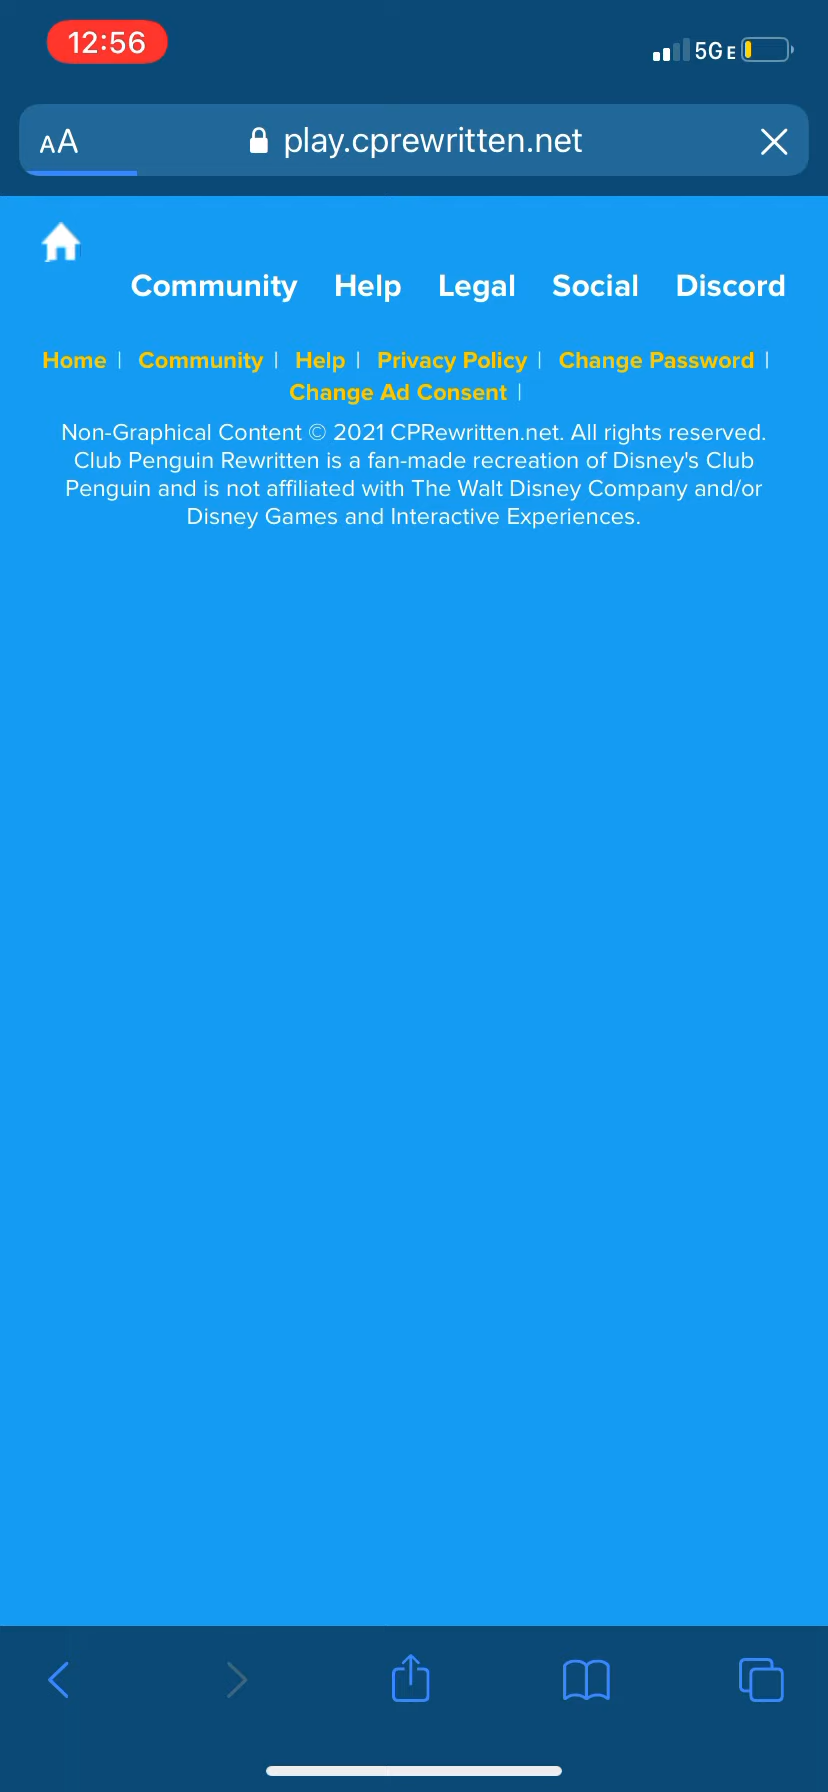 12:56
5G E
AA
play.cprewritten.net
Community Help Legal Social Discord
Home | Community | Help | Privacy Policy | Change Password |
Change Ad Consent |
Non-Graphical Content © 2021 CPRewritten.net. All rights reserved.
Club Penguin Rewritten is a fan-made recreation of Disney's Club
Penguin and is not affiliated with The Walt Disney Company and/or
Disney Games and Interactive Experiences.